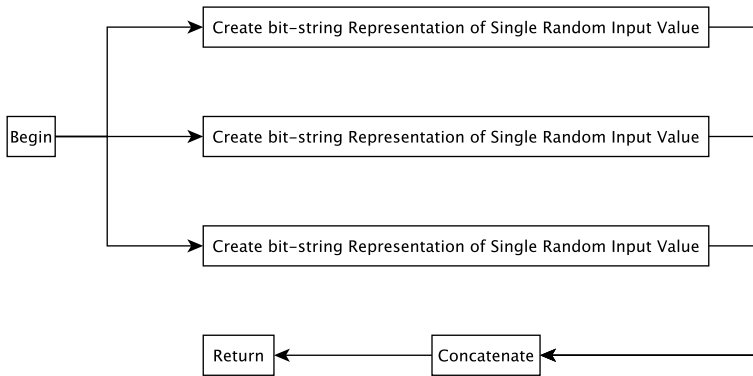 Create bit-string Representation of Single Random Input Value
Begin
Create bit-string Representation of Single Random Input Value
Create bit-string Representation of Single Random Input Value
Return
Concatenate